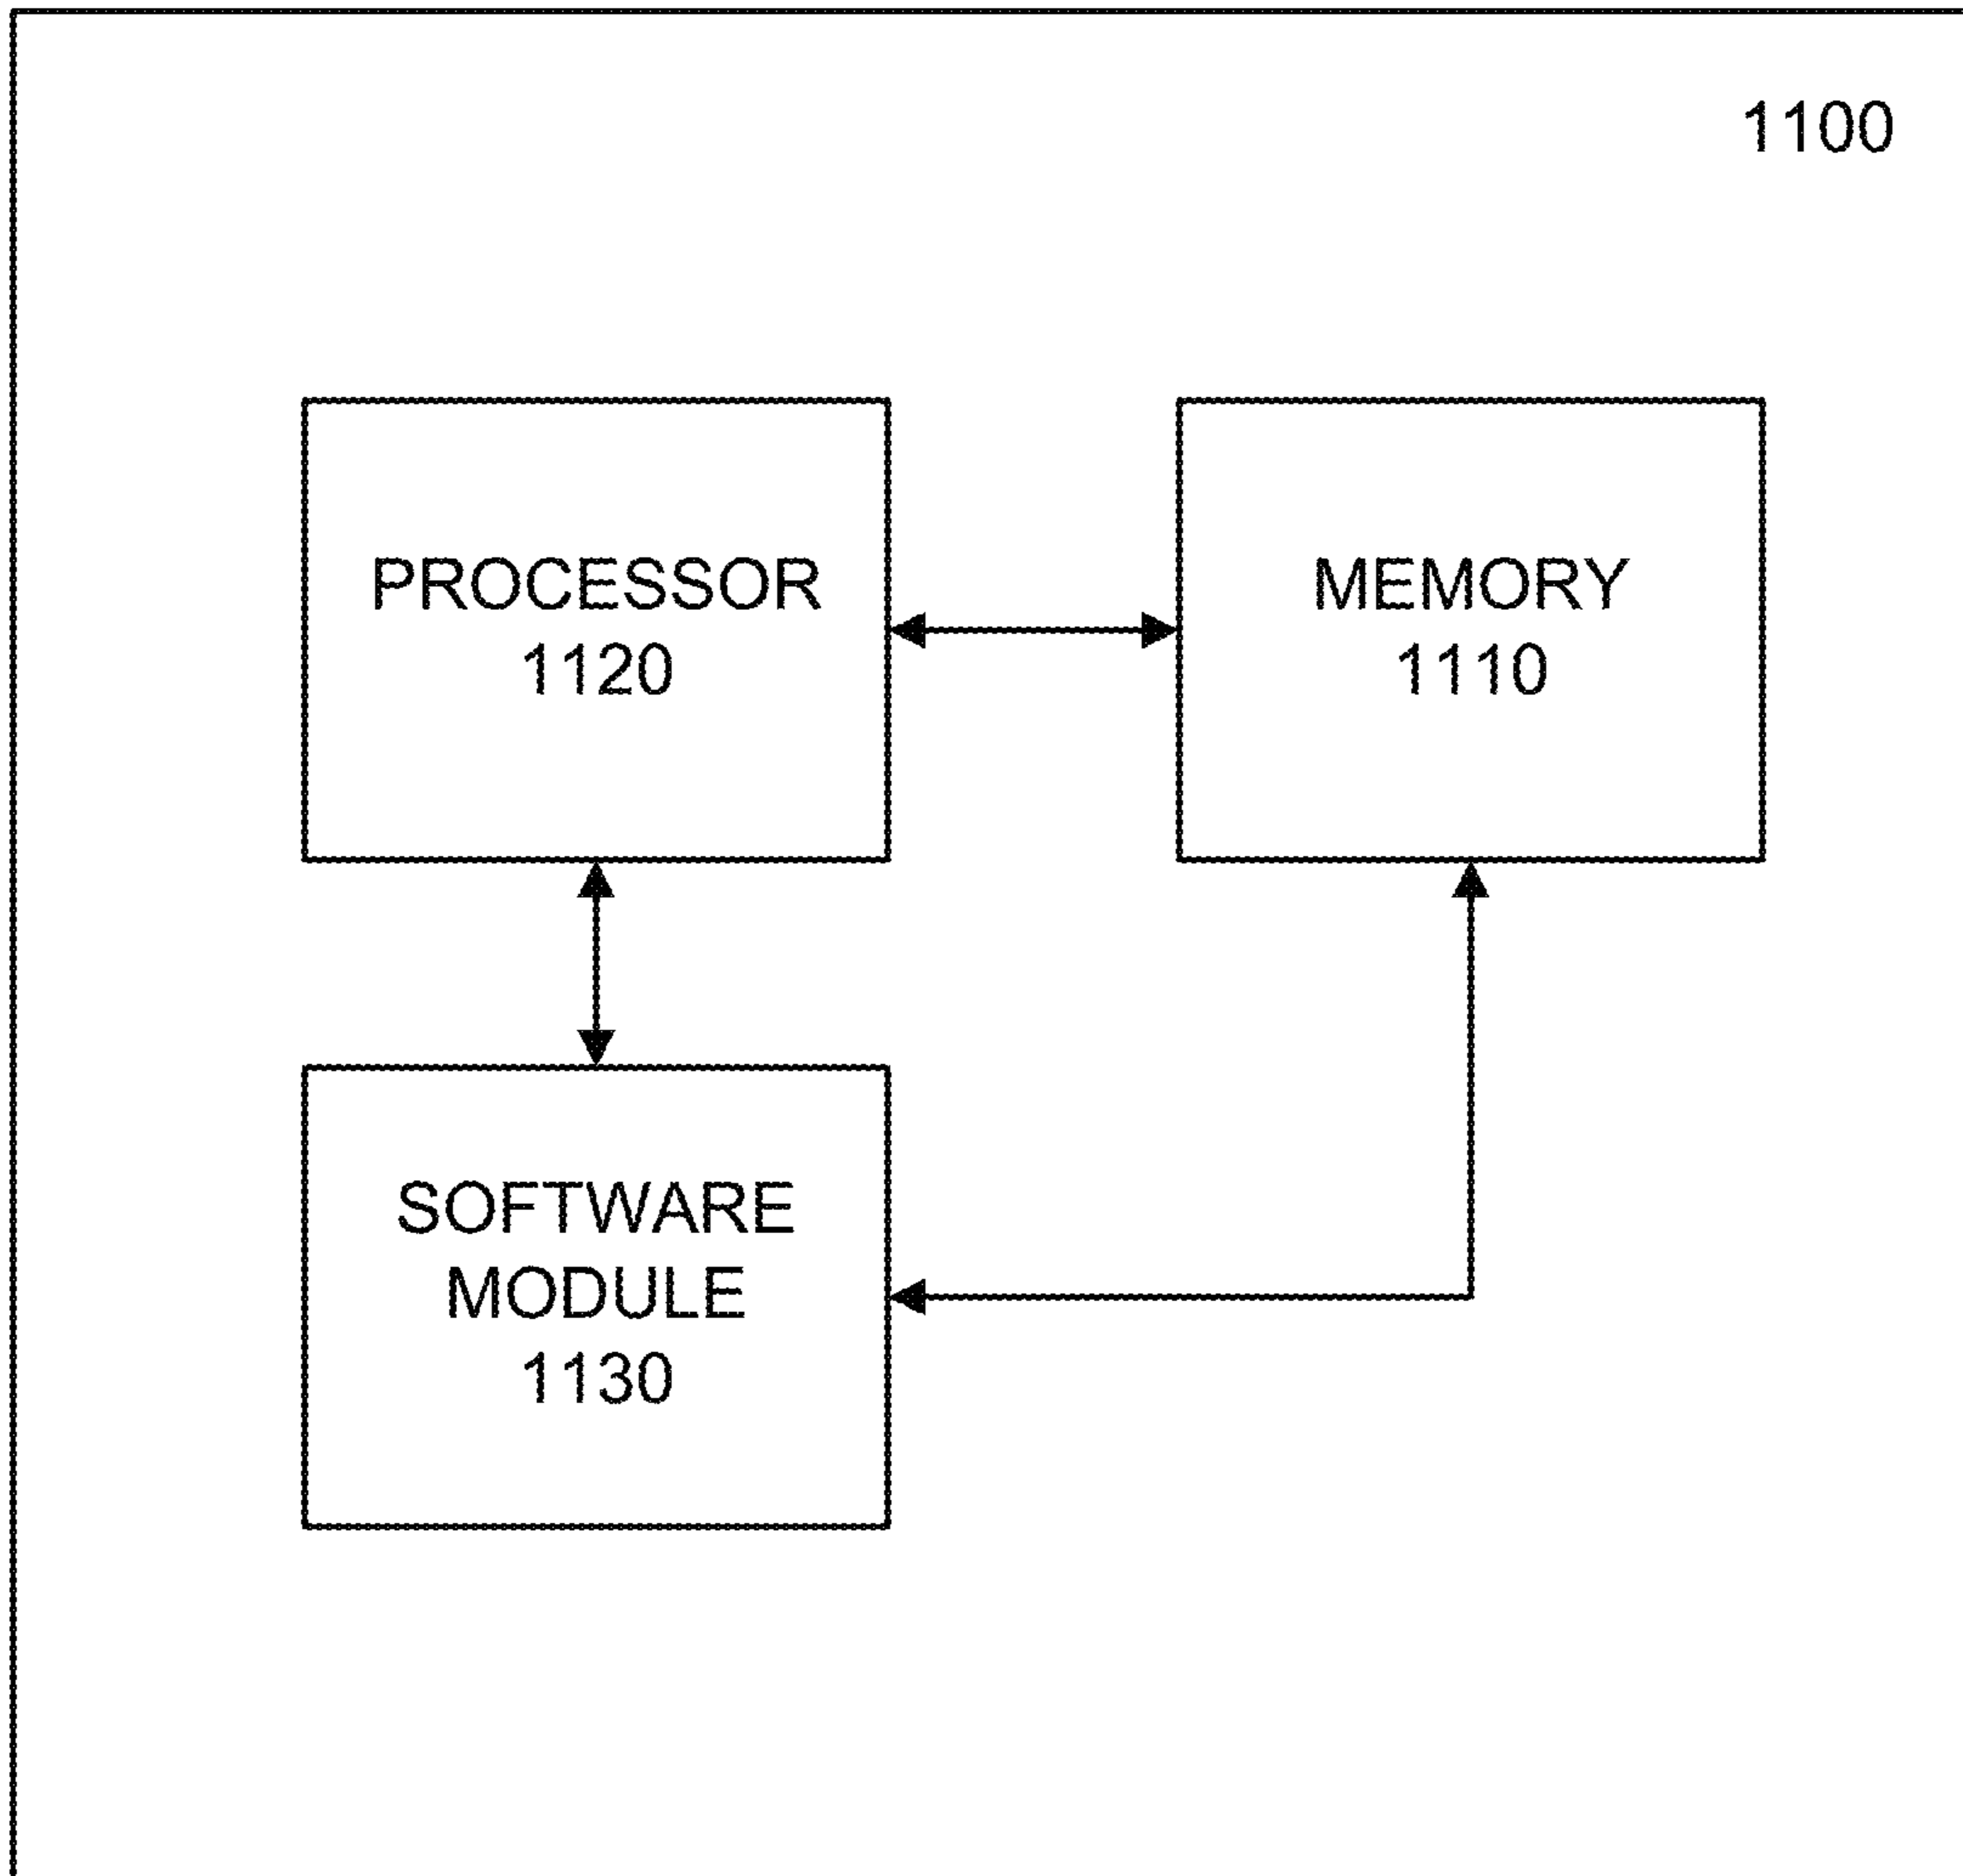 1100
PROCESSOR
1120
MEMORY
1110
SOFTWARE
MODULE
1130